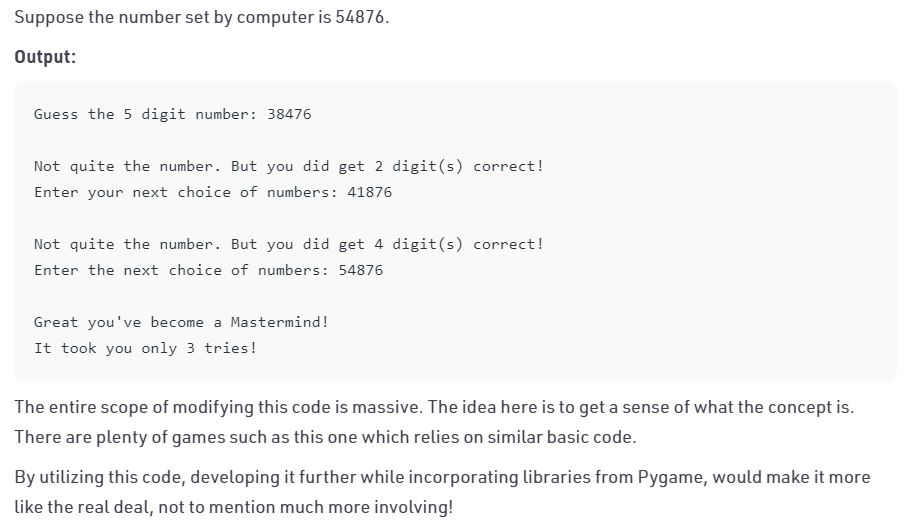 Suppose the number set by computer is 54876.
Output:
Guess the 5 digit number: 38476
Not quite the number. But you did get 2 digit(s) correct!
Enter your next choice of numbers: 41876
Not quite the number. But you did get 4 digit(s) correct!
Enter the next choice of numbers: 54876
Great you've become a Mastermind!
It took you only 3 tries!
The entire scope of modifying this code is massive. The idea here is to get a sense of what the concept is.
There are plenty of games such as this one which relies on similar basic code.
By utilizing this code, developing it further while incorporating libraries from Pygame, would make it more
like the real deal, not to mention much more involving!